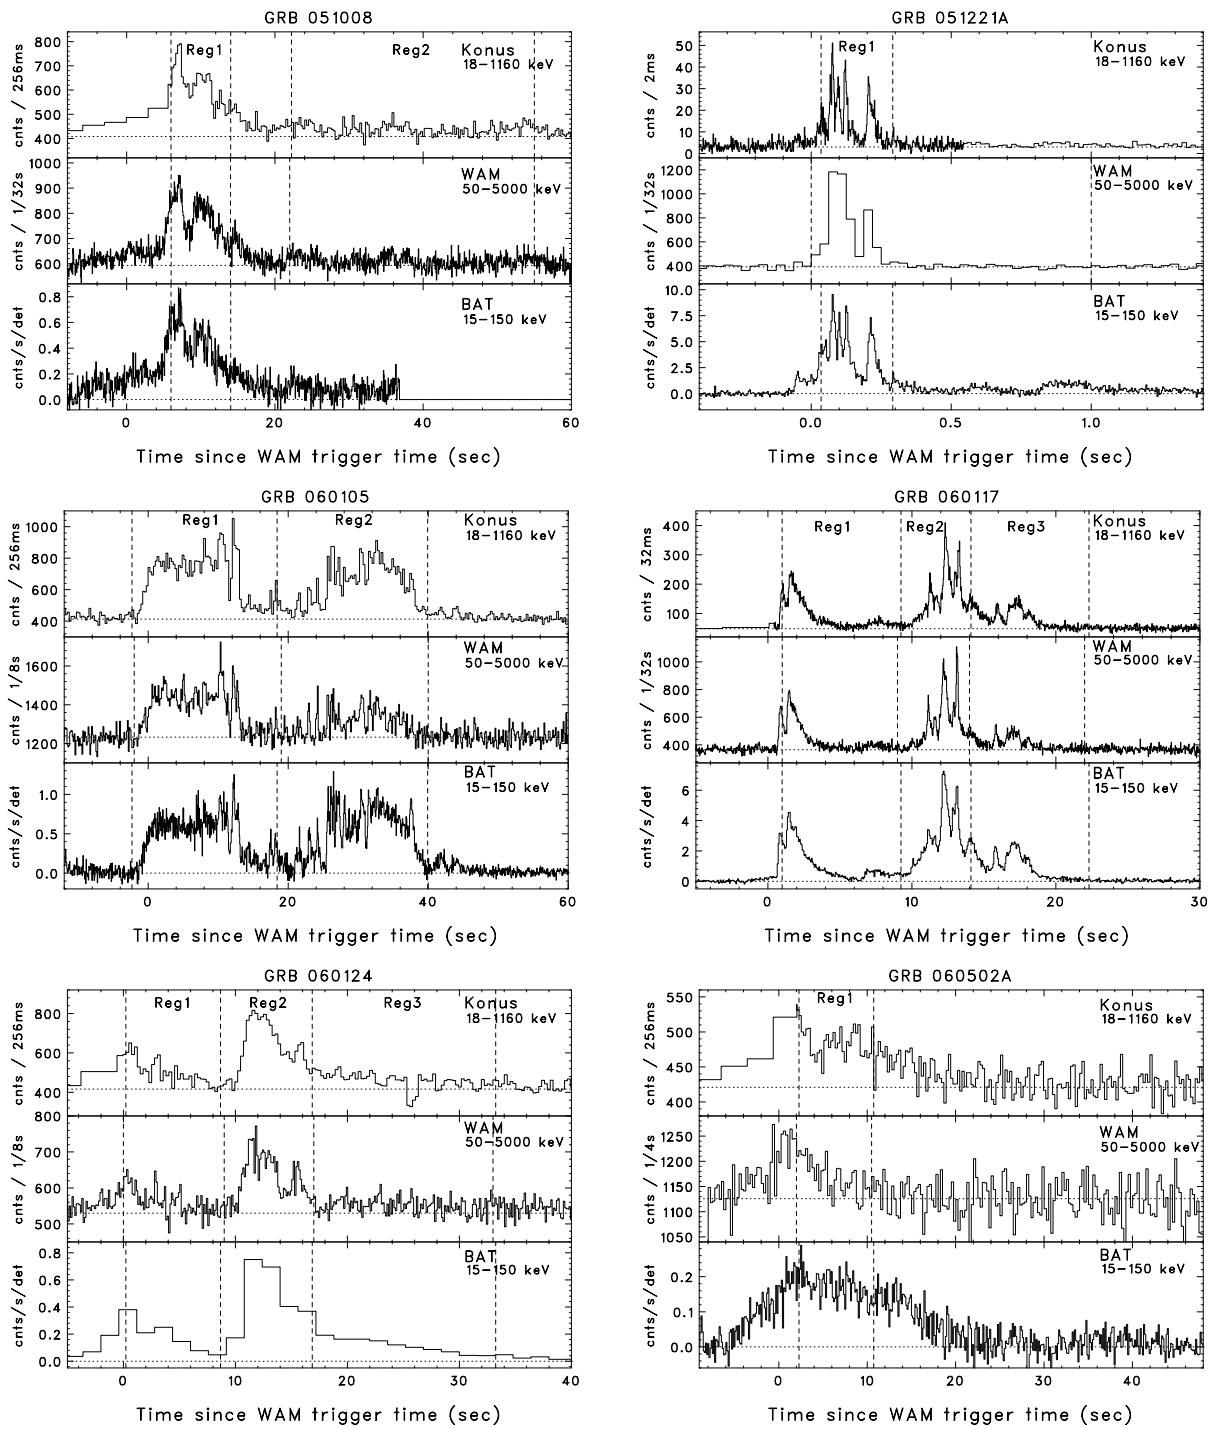 GRB 051008
cnts / 256ms
800
700
600
500
400
Reg1
Reg2
Konus
18-1160 keV
cnts / 1/32s
1000
900
800
700
600
WAM
50-5000 keV
cnts/s/det
0.8
0.6
0.4
0.2
0.0
BAT
15-150 keV
0 20 40 60
Time since WAM trigger time (sec)
GRB 051221A
cnts / 2ms
50
40
30
20
10
0
Reg1
Konus
18-1160 keV
cnts / 1/32s
1200
1000
800
600
400
WAM
50-5000 keV
cnts/s/det
10.0
7.5
5.0
2.5
0.0
BAT
15-150 keV
0.0 0.5 1.0
Time since WAM trigger time (sec)
GRB 060105
cnts / 256ms
1000
800
600
400
Reg1
Reg2
Konus
18-1160 keV
cnts / 1/8s
1600
1400
1200
WAM
50-5000 keV
cnts/s/det
1.0
0.5
0.0
BAT
15-150 keV
0 20 40 60
Time since WAM trigger time (sec)
GRB 060117
cnts / 32ms
400
300
200
100
Reg1
Reg2
Reg3
Konus
18-1160 keV
cnts / 1/32s
1000
800
600
400
WAM
50-5000 keV
cnts/s/det
6
4
2
0
BAT
15-150 keV
0 10 20 30
Time since WAM trigger time (sec)
GRB 060124
cnts / 256ms
800
600
400
Reg1
Reg2
Reg3
Konus
18-1160 keV
cnts / 1/8s
800
700
600
500
WAM
50-5000 keV
cnts/s/det
0.8
0.6
0.4
0.2
0.0
BAT
15-150 keV
0 10 20 30 40
Time since WAM trigger time (sec)
GRB 060502A
cnts / 256ms
550
500
450
400
Reg1
Konus
18-1160 keV
cnts / 1/4s
1250
1200
1150
1100
1050
WAM
50-5000 keV
cnts/s/det
0.2
0.1
0.0
BAT
15-150 keV
0 10 20 30 40
Time since WAM trigger time (sec)